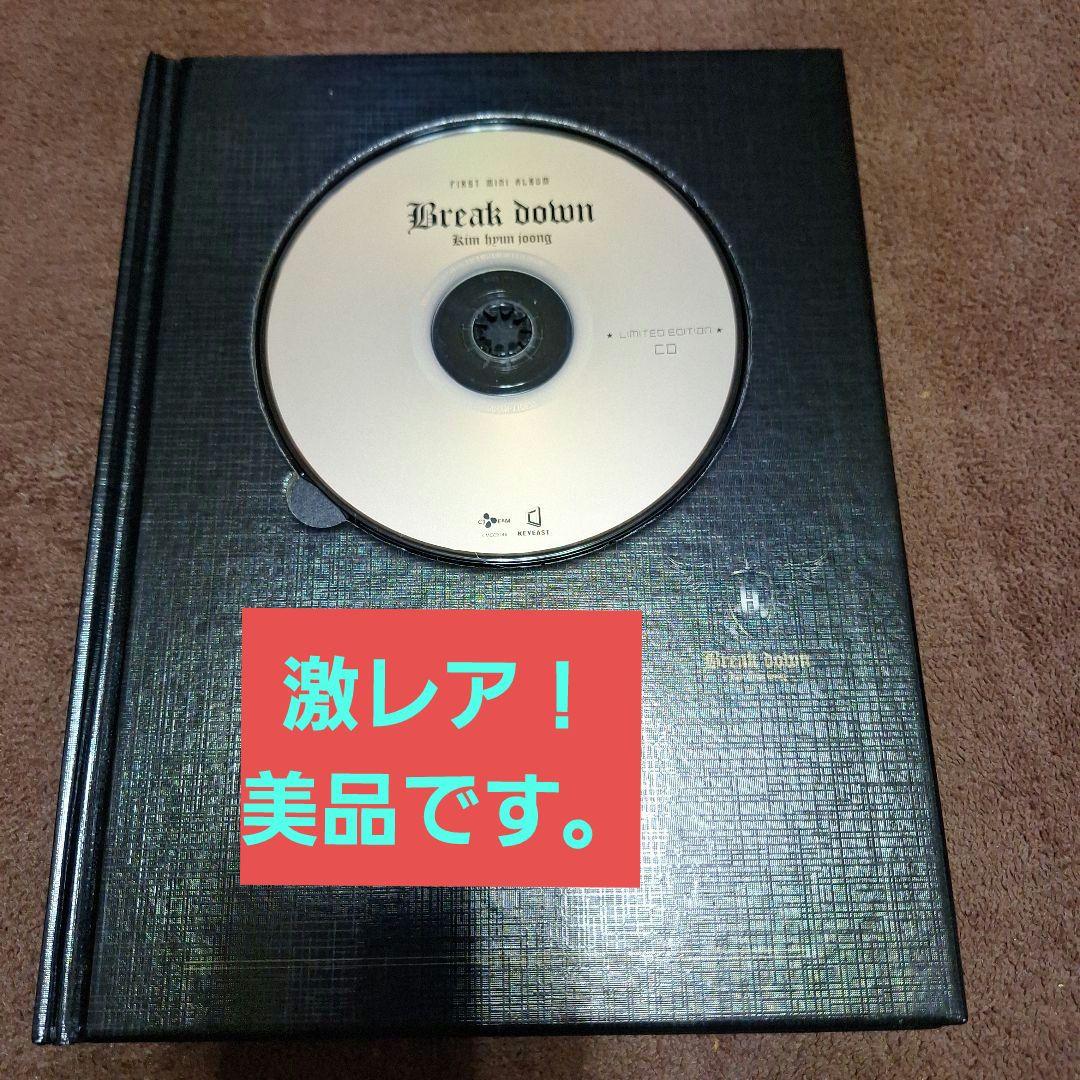 FIRST MINI ALBUM
Break down
Kim hyun joong
★ LIMITED EDITION ★
CD
KEYEAST
H
Break down
激レア！
美品です。